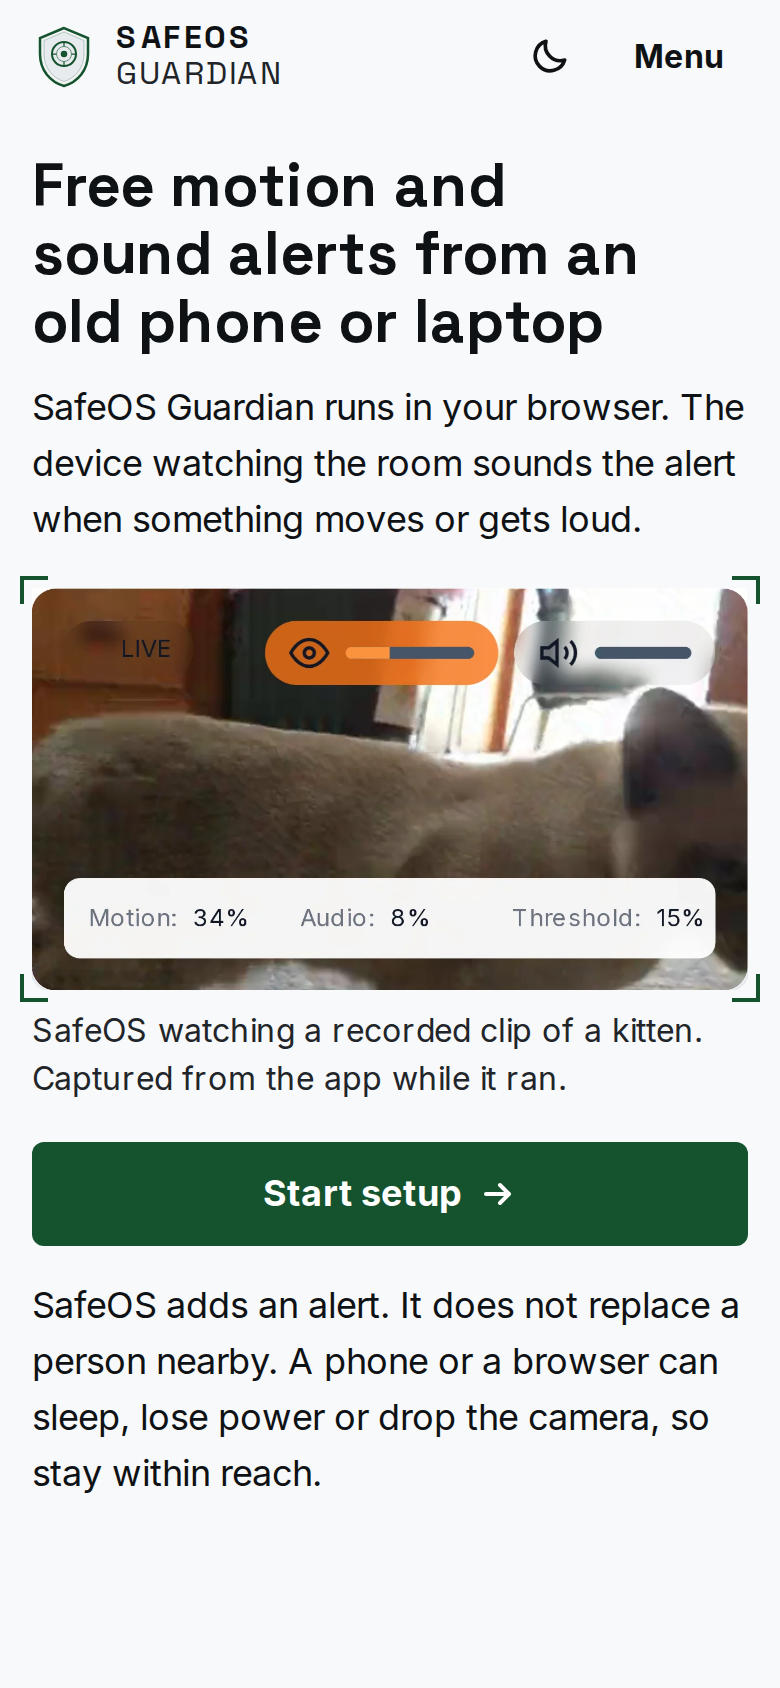 SAFEOS
GUARDIAN
Menu
Free motion and
sound alerts from an
old phone or laptop
SafeOS Guardian runs in your browser. The
device watching the room sounds the alert
when something moves or gets loud.
LIVE
Motion: 34% Audio: 8% Threshold: 15%
SafeOS watching a recorded clip of a kitten.
Captured from the app while it ran.
Start setup →
SafeOS adds an alert. It does not replace a
person nearby. A phone or a browser can
sleep, lose power or drop the camera, so
stay within reach.